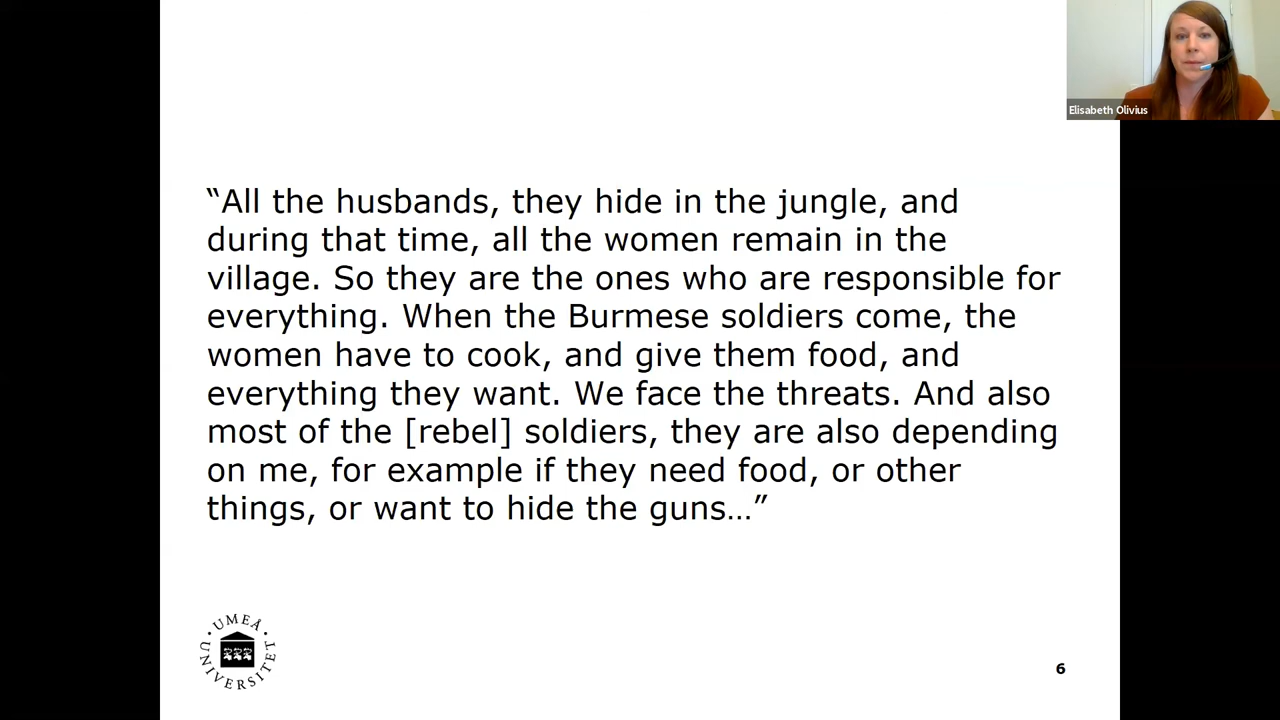 Elisabeth Olivius
“All the husbands, they hide in the jungle, and
during that time, all the women remain in the
village. So they are the ones who are responsible for
everything. When the Burmese soldiers come, the
women have to cook, and give them food, and
everything they want. We face the threats. And also
most of the [rebel] soldiers, they are also depending
on me, for example if they need food, or other
things, or want to hide the guns…”
UMEÅ
UNIVERSITET
6